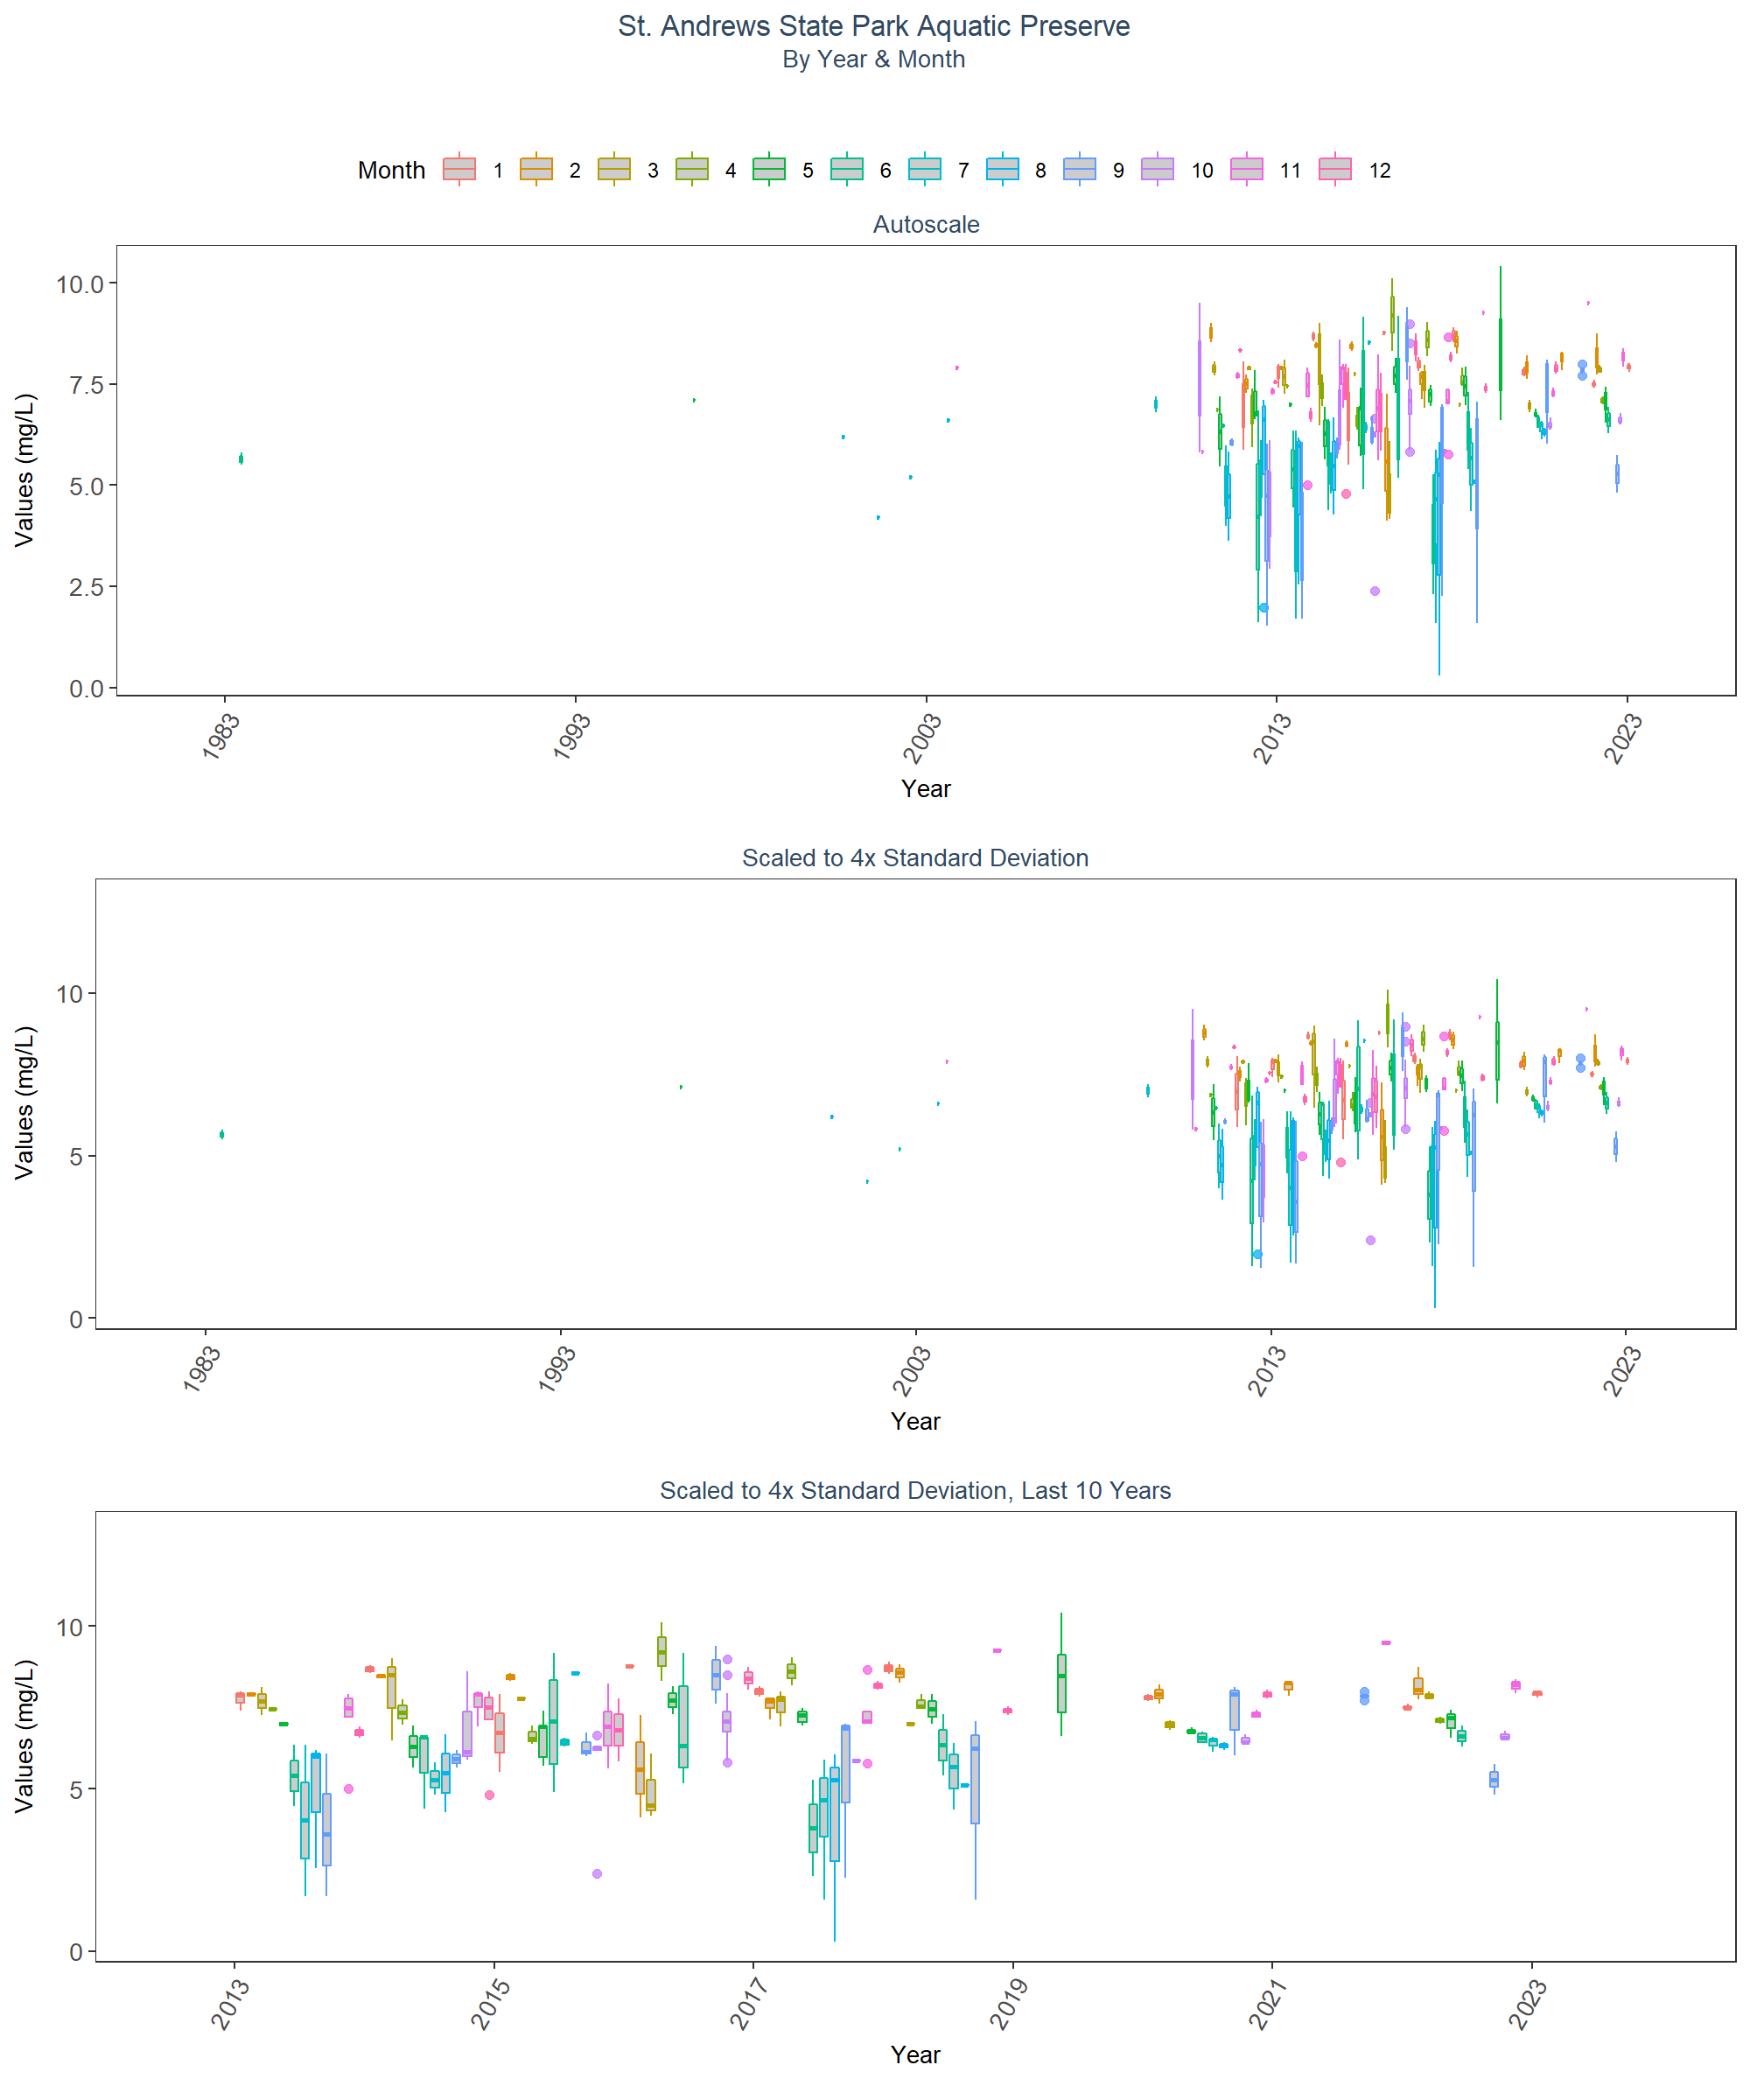 St. Andrews State Park Aquatic Preserve
By Year & Month
Month 1 2 3 4 5 6 7 8 9 10 11 12
Autoscale
Values (mg/L)
10.0
7.5
5.0
2.5
0.0
1983 1993 2003 2013 2023
Year
Scaled to 4x Standard Deviation
Values (mg/L)
10
5
0
1983 1993 2003 2013 2023
Year
Scaled to 4x Standard Deviation, Last 10 Years
Values (mg/L)
10
5
0
2013 2015 2017 2019 2021 2023
Year